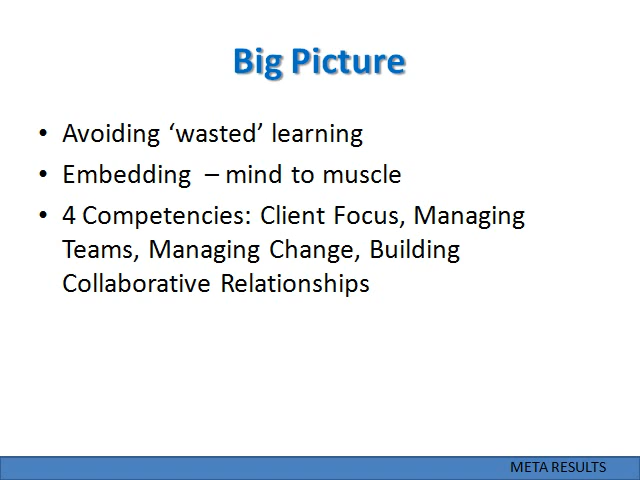 Big Picture
• Avoiding ‘wasted’ learning
• Embedding – mind to muscle
• 4 Competencies: Client Focus, Managing
Teams, Managing Change, Building
Collaborative Relationships
META RESULTS